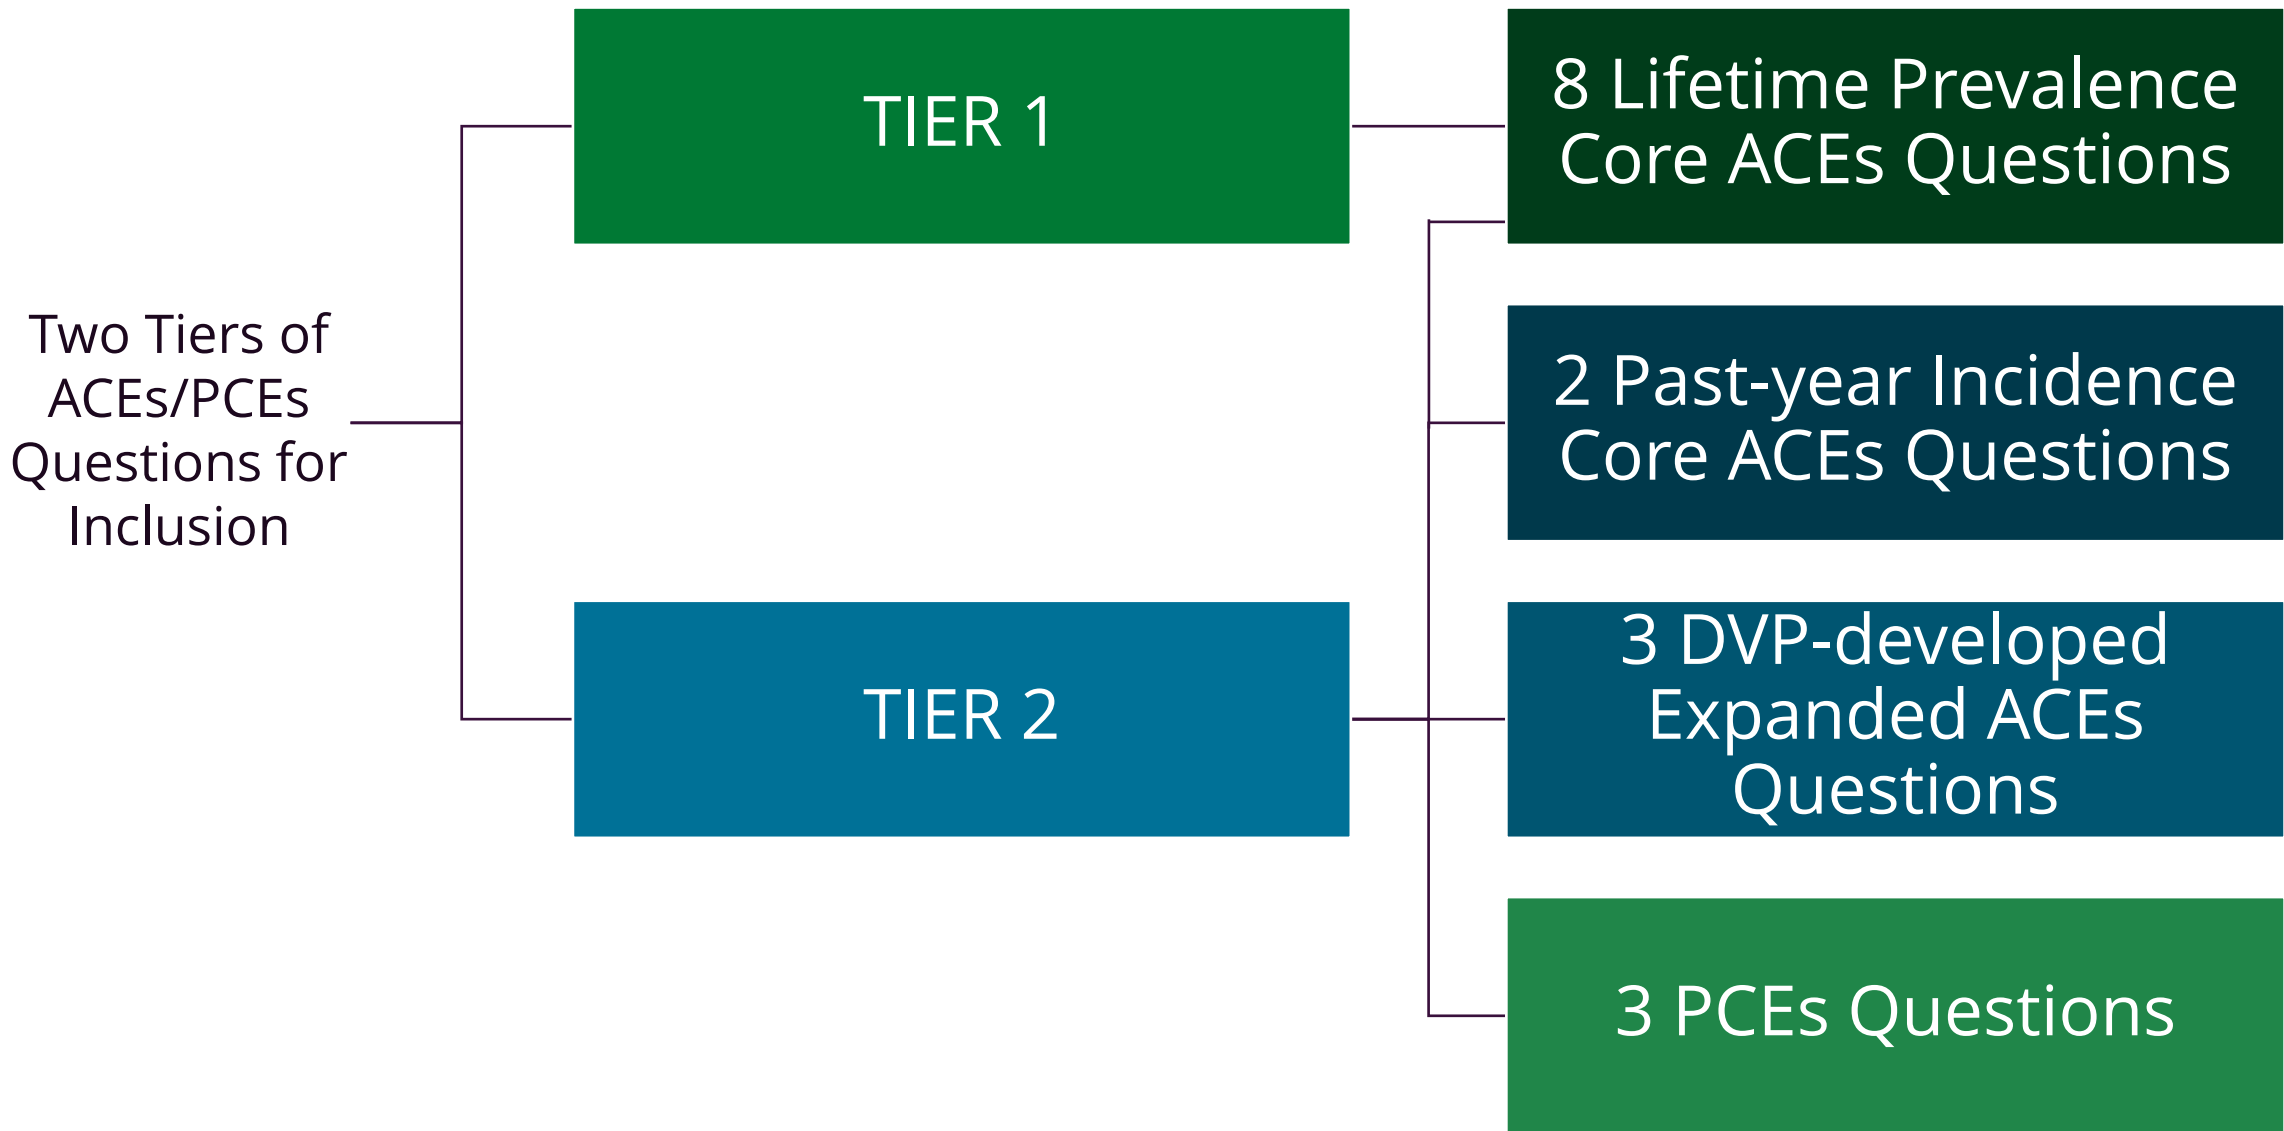 Two Tiers of
ACEs/PCEs
Questions for
Inclusion
TIER 1
TIER 2
8 Lifetime Prevalence
Core ACEs Questions
2 Past-year Incidence
Core ACEs Questions
3 DVP-developed
Expanded ACEs
Questions
3 PCEs Questions